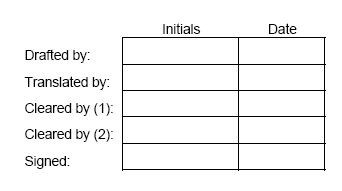 Initials Date
Drafted by:
Translated by:
Cleared by (1):
Cleared by (2):
Signed: